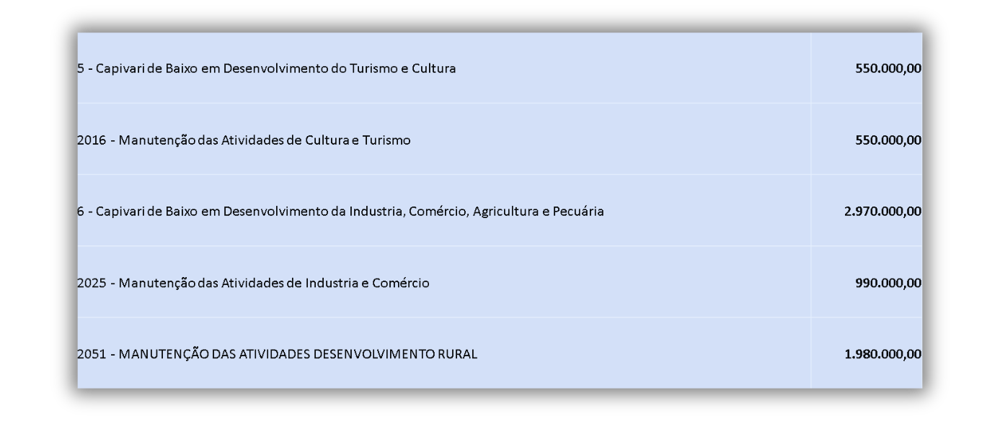 5 - Capivari de Baixo em Desenvolvimento do Turismo e Cultura 550.000,00
2016 - Manutenção das Atividades de Cultura e Turismo 550.000,00
6 - Capivari de Baixo em Desenvolvimento da Industria, Comércio, Agricultura e Pecuária 2.970.000,00
2025 - Manutenção das Atividades de Industria e Comércio 990.000,00
2051 - MANUTENÇÃO DAS ATIVIDADES DESENVOLVIMENTO RURAL 1.980.000,00